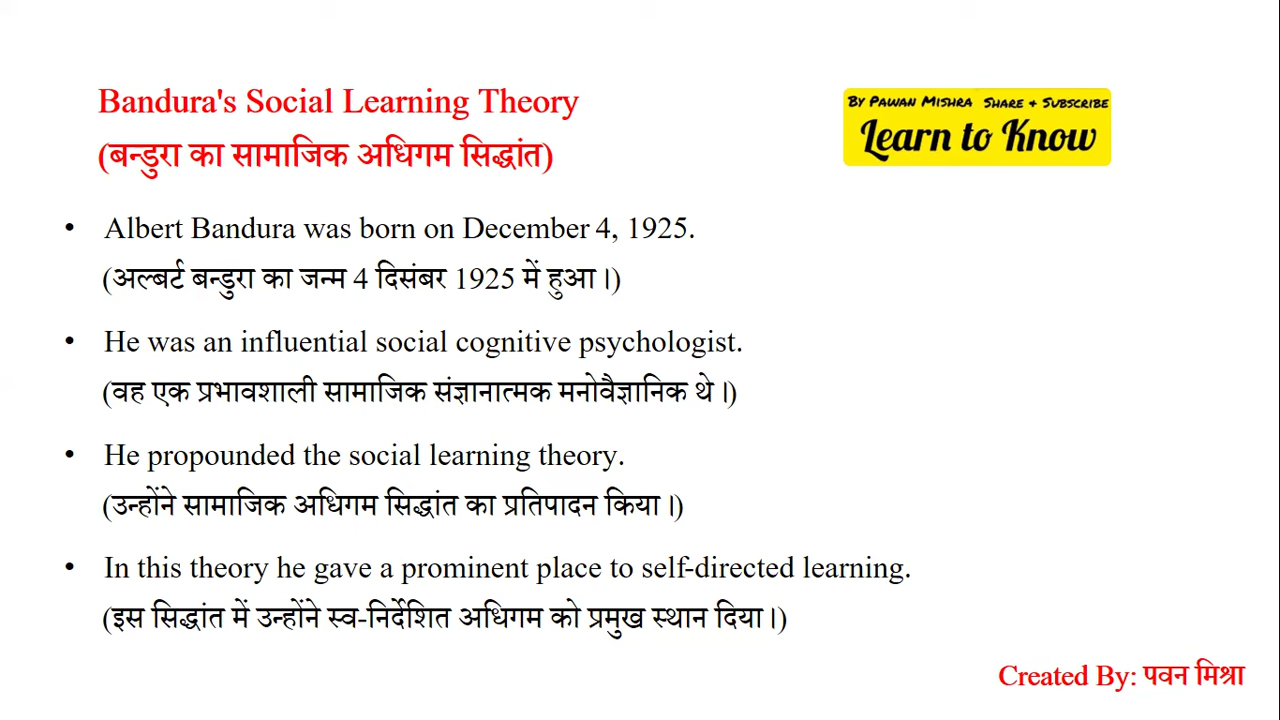 Bandura's Social Learning Theory
(बन्डुरा का सामाजिक अधिगम सिद्धांत)
By Pawan Mishra Share & Subscribe
Learn to Know
• Albert Bandura was born on December 4, 1925.
(अल्बर्ट बन्डुरा का जन्म 4 दिसंबर 1925 में हुआ।)
• He was an influential social cognitive psychologist.
(वह एक प्रभावशाली सामाजिक संज्ञानात्मक मनोवैज्ञानिक थे।)
• He propounded the social learning theory.
(उन्होंने सामाजिक अधिगम सिद्धांत का प्रतिपादन किया।)
• In this theory he gave a prominent place to self-directed learning.
(इस सिद्धांत में उन्होंने स्व-निर्देशित अधिगम को प्रमुख स्थान दिया।)
Created By: पवन मिश्रा